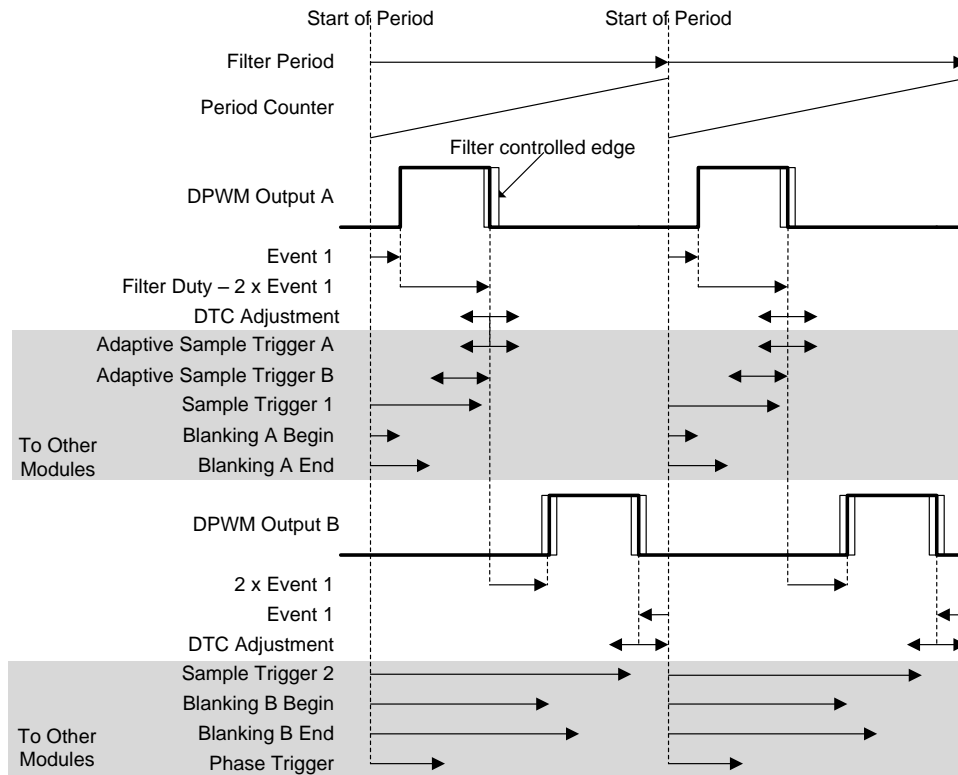 Start of Period
Start of Period
Filter Period
Period Counter
Filter controlled edge
DPWM Output A
Event 1
Filter Duty – 2 x Event 1
DTC Adjustment
Adaptive Sample Trigger A
Adaptive Sample Trigger B
Sample Trigger 1
Blanking A Begin
To Other
Modules
Blanking A End
DPWM Output B
2 x Event 1
Event 1
DTC Adjustment
Sample Trigger 2
Blanking B Begin
Blanking B End
To Other
Modules
Phase Trigger